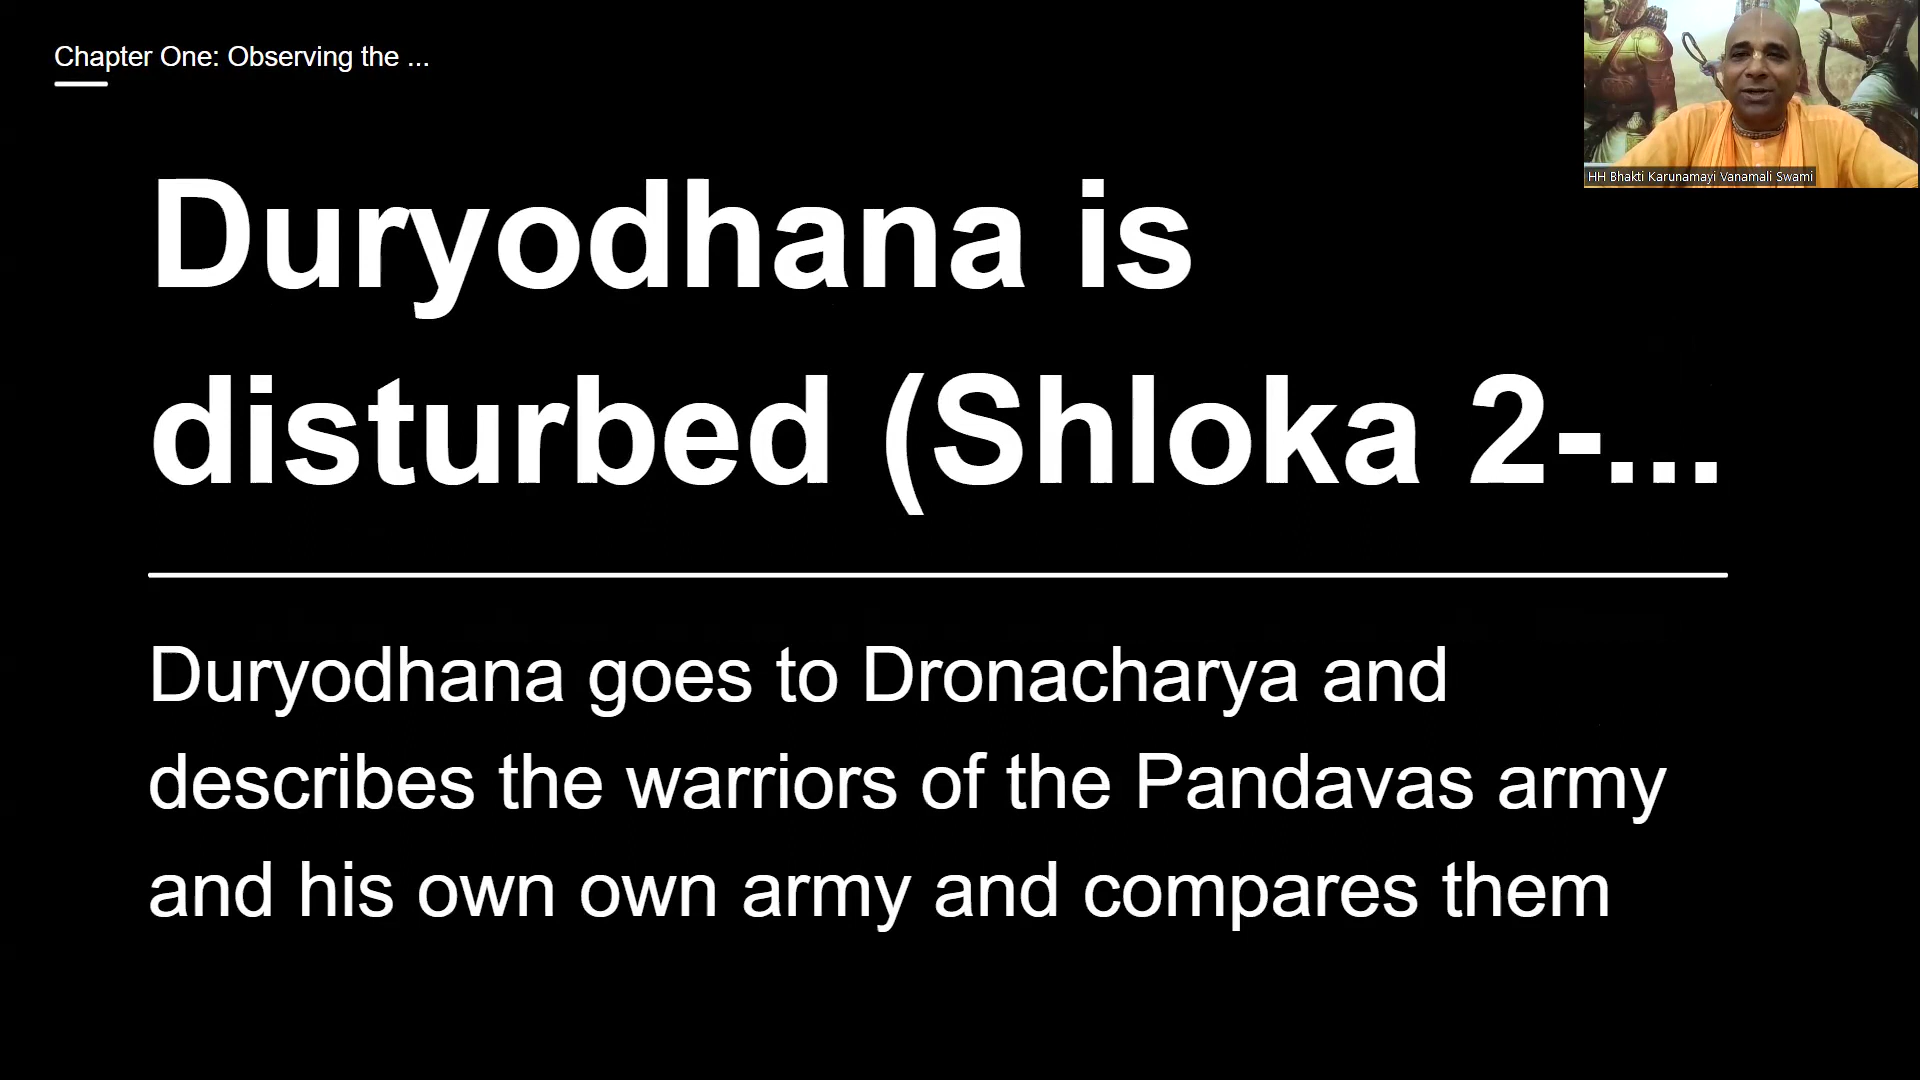 Chapter One: Observing the ...
HH Bhakti Karunamayi Vanamali Swami
Duryodhana is
disturbed (Shloka 2-...
Duryodhana goes to Dronacharya and
describes the warriors of the Pandavas army
and his own own army and compares them